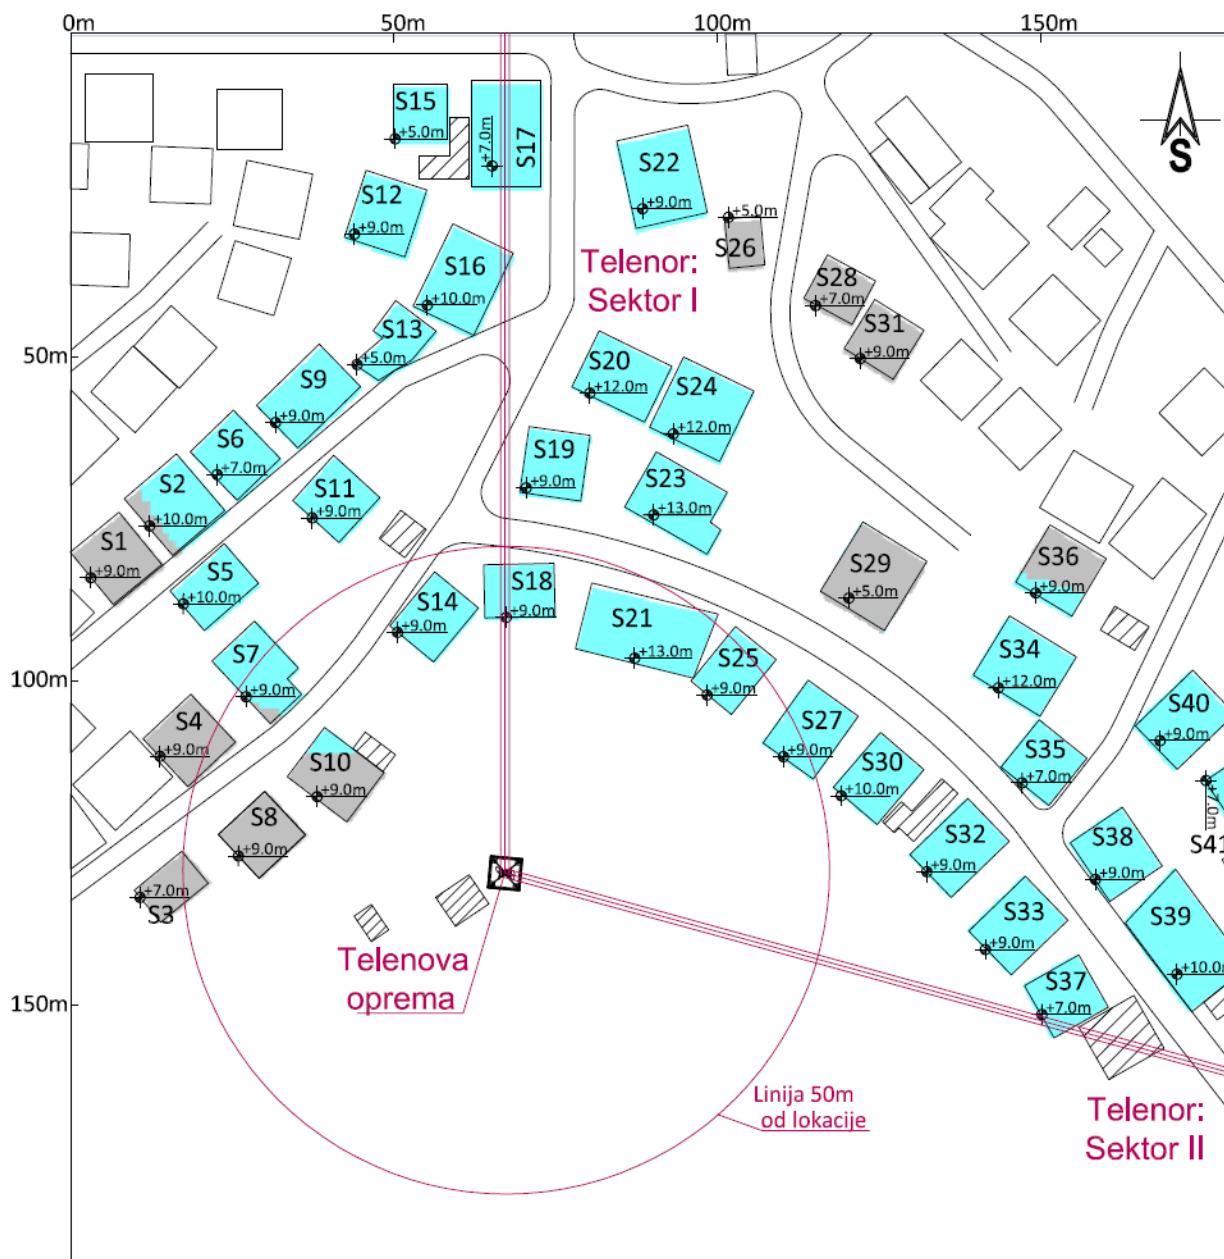 0m
50m
100m
150m
S15
+5.0m
+7.0m
S17
S22
+9.0m
+5.0m
S26
S
S12
+9.0m
S16
+10.0m
Telenor:
Sektor I
S28
+7.0m
S13
+5.0m
S31
+9.0m
50m
S9
+9.0m
S20
+12.0m
S24
+12.0m
S6
+7.0m
S19
+9.0m
S2
+10.0m
S11
+9.0m
S23
+13.0m
S1
+9.0m
S5
+10.0m
S14
+9.0m
S18
+9.0m
S21
+13.0m
S29
+5.0m
S36
+9.0m
S7
+9.0m
S25
+9.0m
S34
+12.0m
100m
S4
+9.0m
S27
+9.0m
S40
+9.0m
S10
+9.0m
S30
+10.0m
S35
+7.0m
+7.0m
S41
S8
+9.0m
S32
+9.0m
S38
+9.0m
+7.0m
S3
S33
+9.0m
S39
+10.0m
Telenova
oprema
S37
+7.0m
150m
Linija 50m
od lokacije
Telenor:
Sektor II